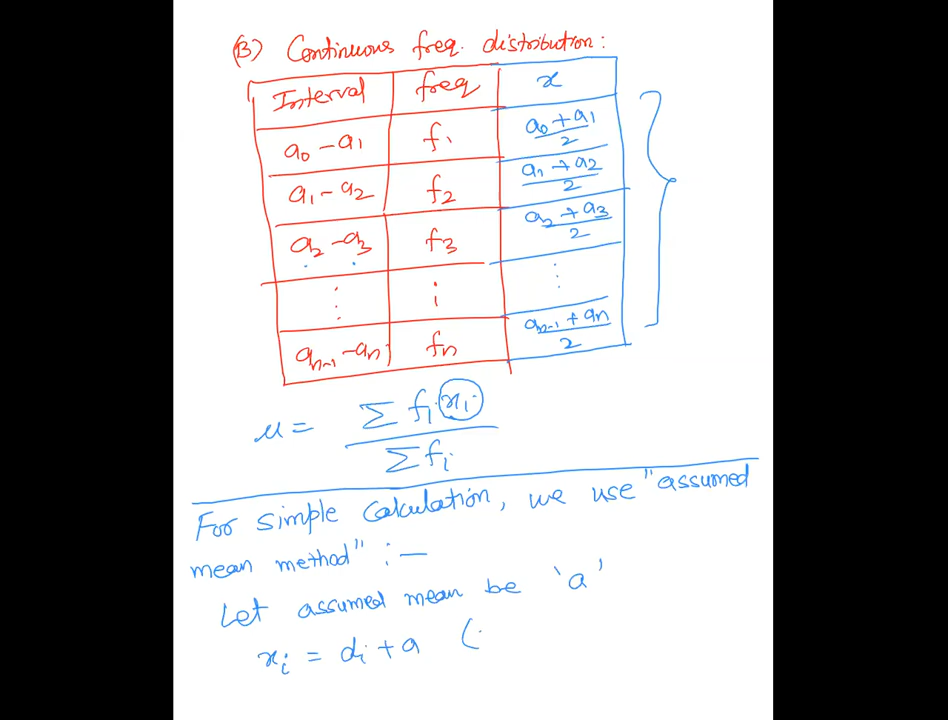 (B) Continuous freq. distribution:
Interval freq x
a₀ - a₁ f₁ a₀ + a₁ / 2
a₁ - a₂ f₂ a₁ + a₂ / 2
a₂ - a₃ f₃ a₂ + a₃ / 2
⋮ ⋮ ⋮
aₙ₋₁ - aₙ fₙ aₙ₋₁ + aₙ / 2
μ = Σ fᵢ xᵢ / Σ fᵢ
For simple calculation, we use "assumed
mean method" : —
Let assumed mean be 'a'
xᵢ = dᵢ + a (